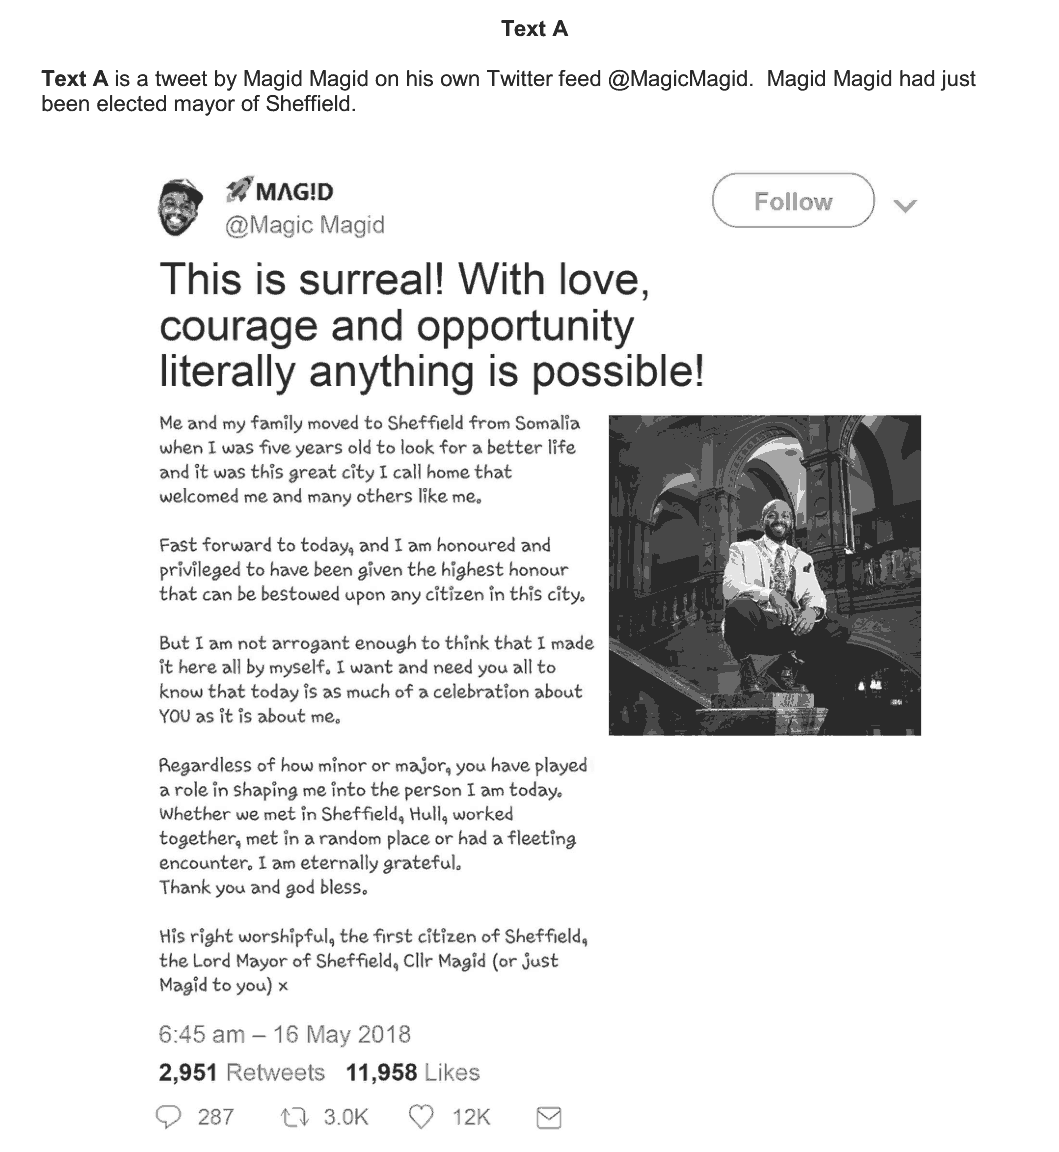 Text A
Text A is a tweet by Magid Magid on his own Twitter feed @MagicMagid.  Magid Magid had just
been elected mayor of Sheffield.
🚀 MΛG!D
@Magic Magid
Follow
This is surreal! With love,
courage and opportunity
literally anything is possible!
Me and my family moved to Sheffield from Somalia
when I was five years old to look for a better life
and it was this great city I call home that
welcomed me and many others like me.
Fast forward to today, and I am honoured and
privileged to have been given the highest honour
that can be bestowed upon any citizen in this city.
But I am not arrogant enough to think that I made
it here all by myself. I want and need you all to
know that today is as much of a celebration about
YOU as it is about me.
Regardless of how minor or major, you have played
a role in shaping me into the person I am today.
Whether we met in Sheffield, Hull, worked
together, met in a random place or had a fleeting
encounter. I am eternally grateful.
Thank you and god bless.
His right worshipful, the first citizen of Sheffield,
the Lord Mayor of Sheffield, Cllr Magid (or just
Magid to you) x
6:45 am – 16 May 2018
2,951 Retweets 11,958 Likes
287 3.0K 12K